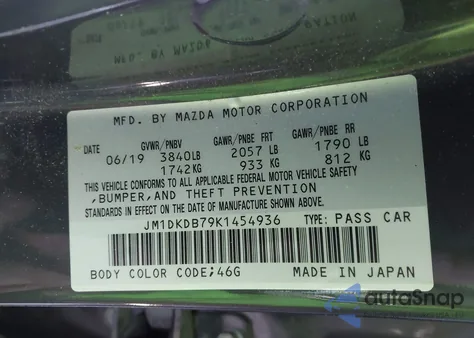 MFD. BY MAZDA MOTOR CORPORATION
GVWR/PNBV GAWR/PNBE FRT GAWR/PNBE RR
06/19 3840LB 2057 LB 1790 LB
1742KG 933 KG 812 KG
THIS VEHICLE CONFORMS TO ALL APPLICABLE FEDERAL MOTOR VEHICLE SAFETY
,BUMPER,AND THEFT PREVENTION
STANDARDS IN EFFECT ON THE DATE OF MANUFACTURE SHOWN ABOVE.
JM1DKDB79K1454936 TYPE: PASS CAR
BODY COLOR CODE:46G MADE IN JAPAN
autoSnap